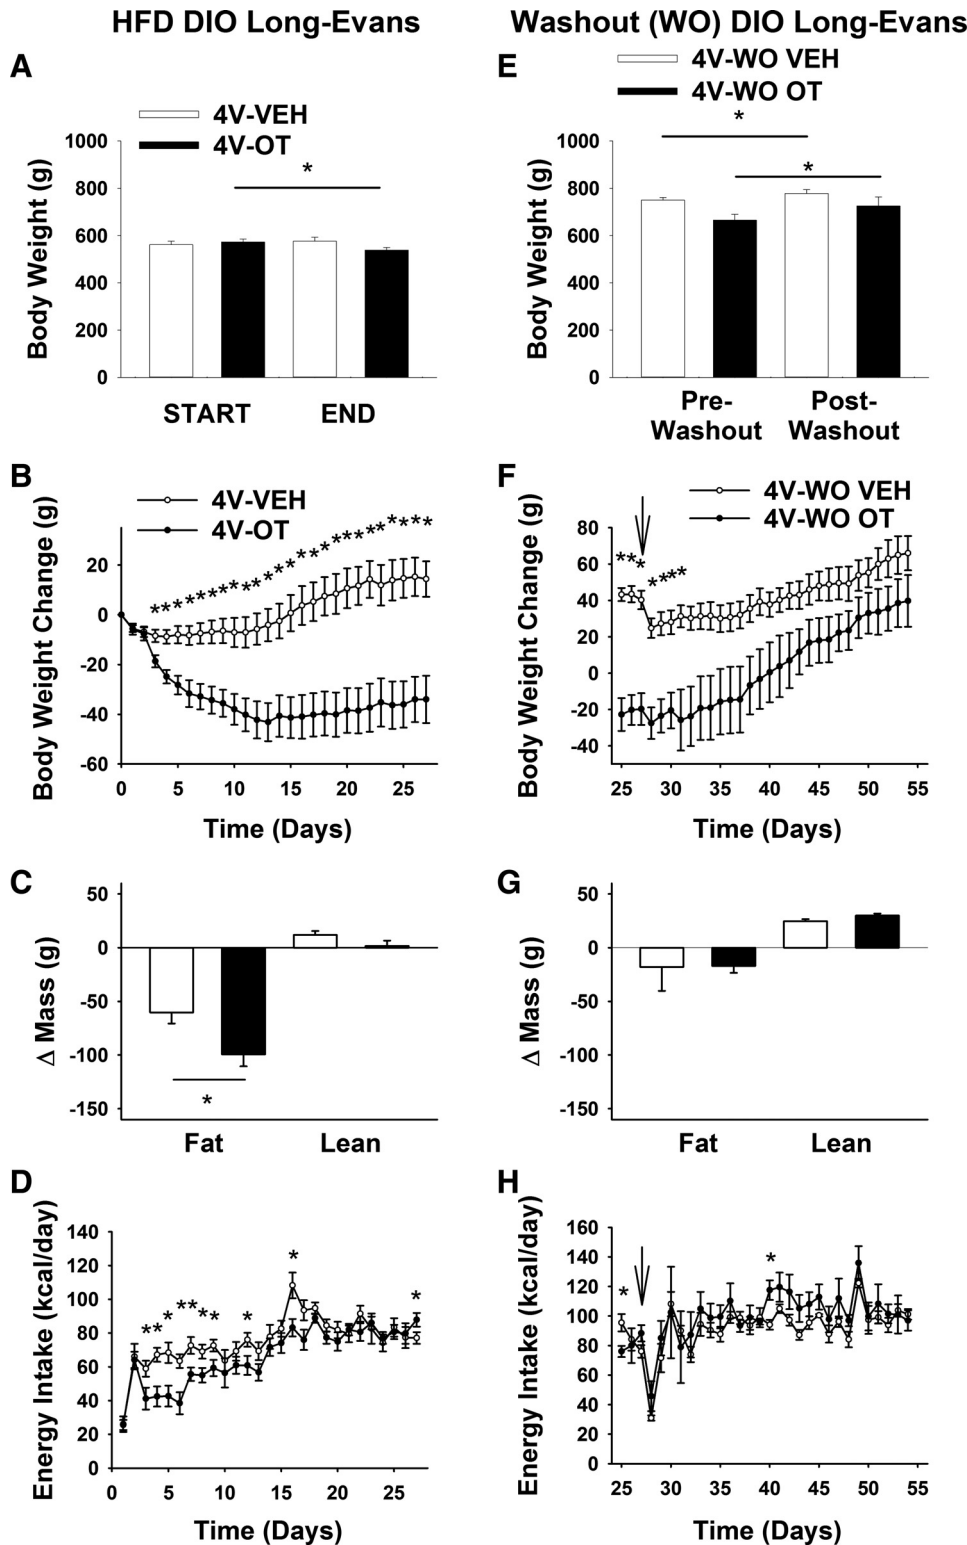 HFD DIO Long-Evans
A
4V-VEH
4V-OT
Body Weight (g)
1000
800
600
400
200
0
*
START
END
B
4V-VEH
4V-OT
Body Weight Change (g)
20
0
-20
-40
-60
*************************
0
5
10
15
20
25
Time (Days)
C
Δ Mass (g)
50
0
-50
-100
-150
*
Fat
Lean
D
Energy Intake (kcal/day)
140
120
100
80
60
40
20
0
* * * * * * * * * *
0
5
10
15
20
25
Time (Days)
Washout (WO) DIO Long-Evans
E
4V-WO VEH
4V-WO OT
Body Weight (g)
1000
800
600
400
200
0
*
*
Pre-
Washout
Post-
Washout
F
4V-WO VEH
4V-WO OT
Body Weight Change (g)
80
60
40
20
0
-20
-40
***
****
25
30
35
40
45
50
55
Time (Days)
G
Δ Mass (g)
50
0
-50
-100
-150
Fat
Lean
H
Energy Intake (kcal/day)
160
140
120
100
80
60
40
20
0
*
*
25
30
35
40
45
50
55
Time (Days)